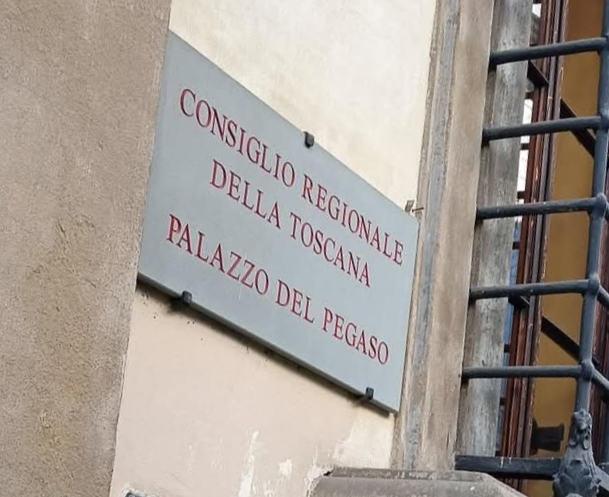 CONSIGLIO REGIONALE
DELLA TOSCANA
PALAZZO DEL PEGASO